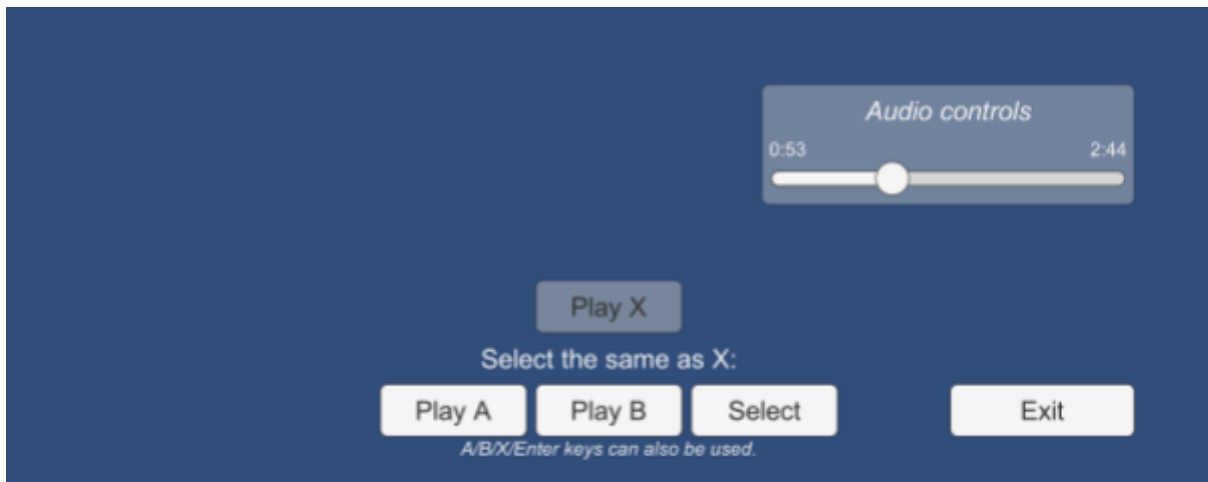 Audio controls
0:53 2:44
Play X
Select the same as X:
Play A Play B Select Exit
A/B/X/Enter keys can also be used.